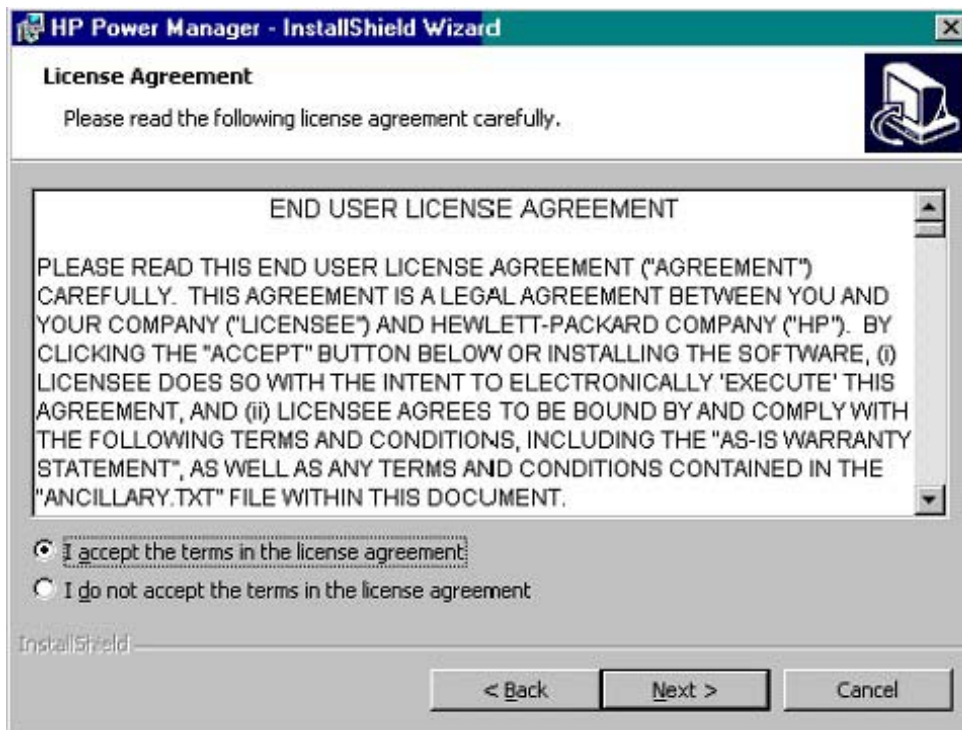 HP Power Manager - InstallShield Wizard
License Agreement
Please read the following license agreement carefully.
END USER LICENSE AGREEMENT
PLEASE READ THIS END USER LICENSE AGREEMENT ("AGREEMENT")
CAREFULLY. THIS AGREEMENT IS A LEGAL AGREEMENT BETWEEN YOU AND
YOUR COMPANY ("LICENSEE") AND HEWLETT-PACKARD COMPANY ("HP"). BY
CLICKING THE "ACCEPT" BUTTON BELOW OR INSTALLING THE SOFTWARE, (i)
LICENSEE DOES SO WITH THE INTENT TO ELECTRONICALLY 'EXECUTE' THIS
AGREEMENT, AND (ii) LICENSEE AGREES TO BE BOUND BY AND COMPLY WITH
THE FOLLOWING TERMS AND CONDITIONS, INCLUDING THE "AS-IS WARRANTY
STATEMENT", AS WELL AS ANY TERMS AND CONDITIONS CONTAINED IN THE
"ANCILLARY.TXT" FILE WITHIN THIS DOCUMENT.
I accept the terms in the license agreement
I do not accept the terms in the license agreement
InstallShield
< Back
Next >
Cancel